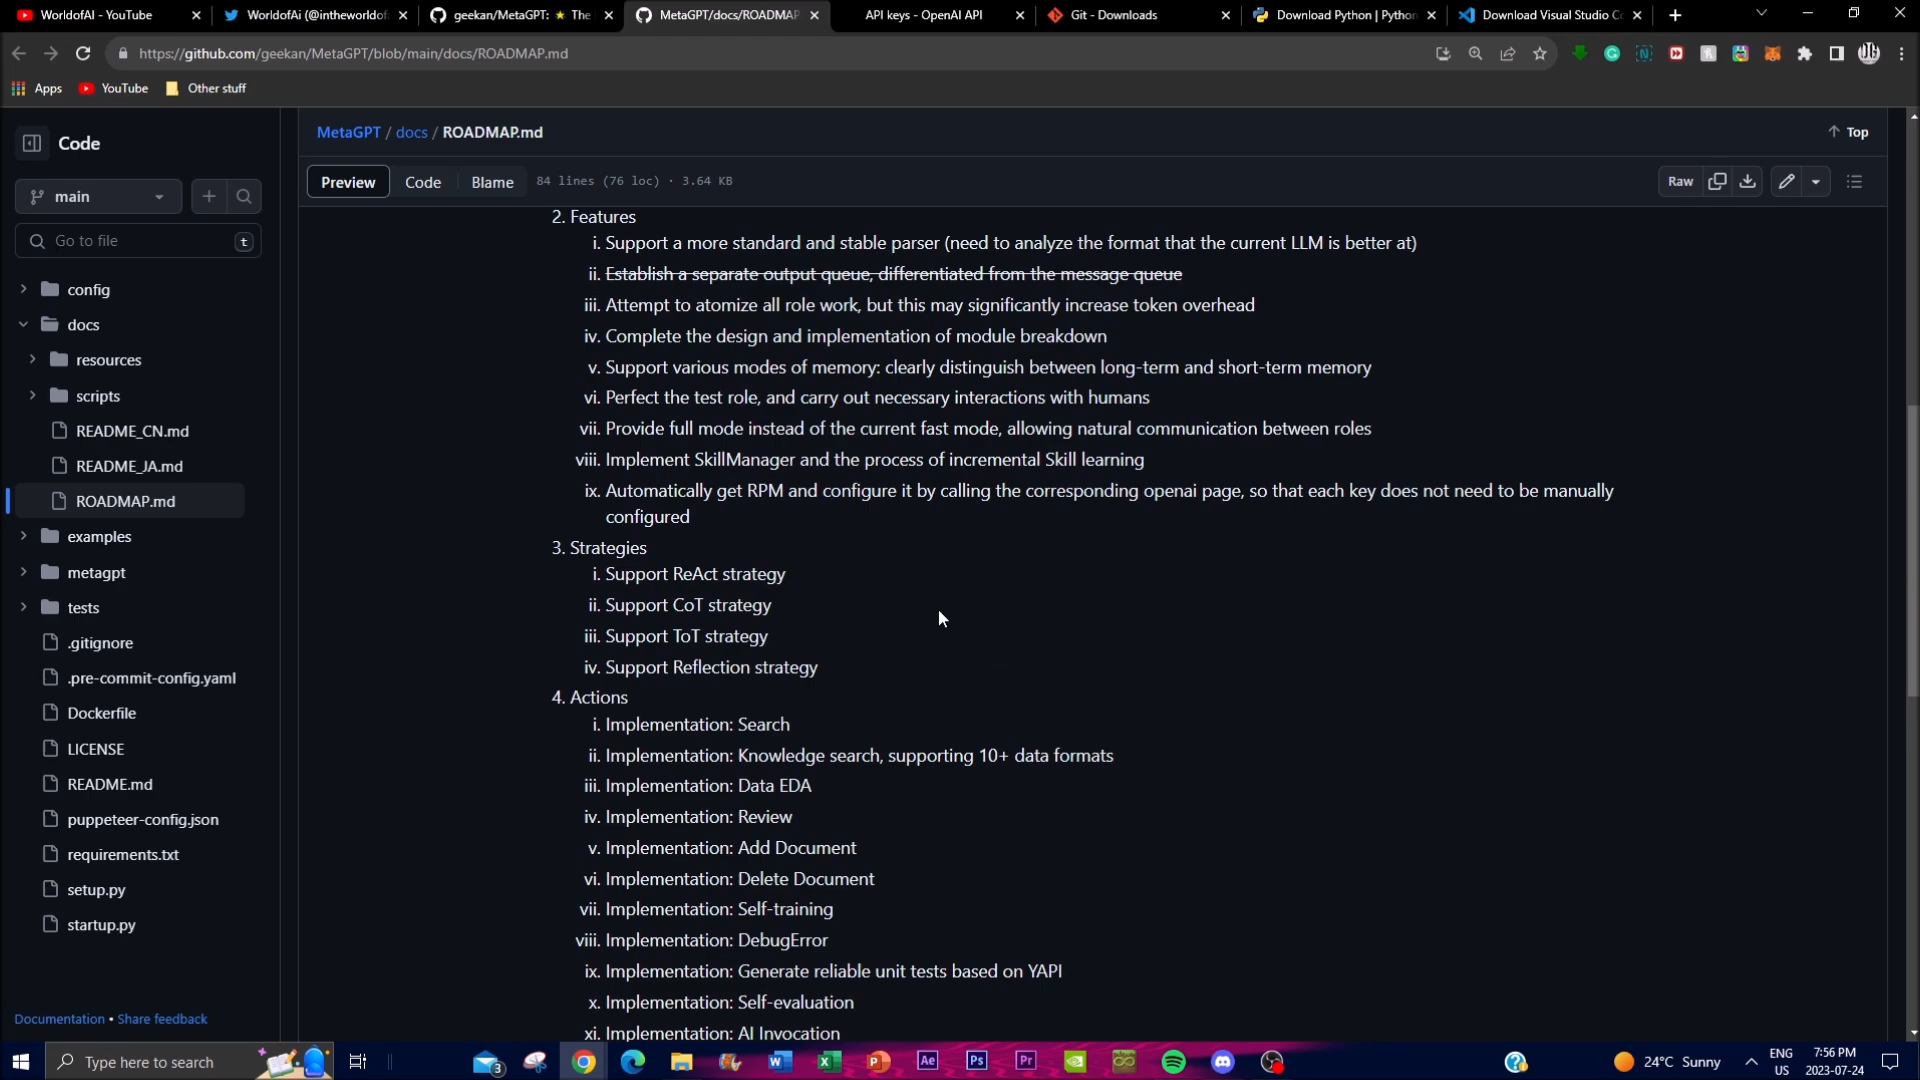 WorldofAI - YouTube
WorldofAi (@intheworldof
geekan/MetaGPT: ★ The
MetaGPT/docs/ROADMAP
API keys - OpenAI API
Git - Downloads
Download Python | Python
Download Visual Studio Co
https://github.com/geekan/MetaGPT/blob/main/docs/ROADMAP.md
Apps
YouTube
Other stuff
Code
MetaGPT / docs / ROADMAP.md
Top
Preview
Code
Blame
84 lines (76 loc) · 3.64 KB
Raw
main
Go to file
t
config
docs
resources
scripts
README_CN.md
README_JA.md
ROADMAP.md
examples
metagpt
tests
.gitignore
.pre-commit-config.yaml
Dockerfile
LICENSE
README.md
puppeteer-config.json
requirements.txt
setup.py
startup.py
Documentation • Share feedback
2. Features
i. Support a more standard and stable parser (need to analyze the format that the current LLM is better at)
ii. Establish a separate output queue, differentiated from the message queue
iii. Attempt to atomize all role work, but this may significantly increase token overhead
iv. Complete the design and implementation of module breakdown
v. Support various modes of memory: clearly distinguish between long-term and short-term memory
vi. Perfect the test role, and carry out necessary interactions with humans
vii. Provide full mode instead of the current fast mode, allowing natural communication between roles
viii. Implement SkillManager and the process of incremental Skill learning
ix. Automatically get RPM and configure it by calling the corresponding openai page, so that each key does not need to be manually
configured
3. Strategies
i. Support ReAct strategy
ii. Support CoT strategy
iii. Support ToT strategy
iv. Support Reflection strategy
4. Actions
i. Implementation: Search
ii. Implementation: Knowledge search, supporting 10+ data formats
iii. Implementation: Data EDA
iv. Implementation: Review
v. Implementation: Add Document
vi. Implementation: Delete Document
vii. Implementation: Self-training
viii. Implementation: DebugError
ix. Implementation: Generate reliable unit tests based on YAPI
x. Implementation: Self-evaluation
xi. Implementation: AI Invocation
Type here to search
3
Ae
Ps
Pr
24°C Sunny
ENG
US
7:56 PM
2023-07-24